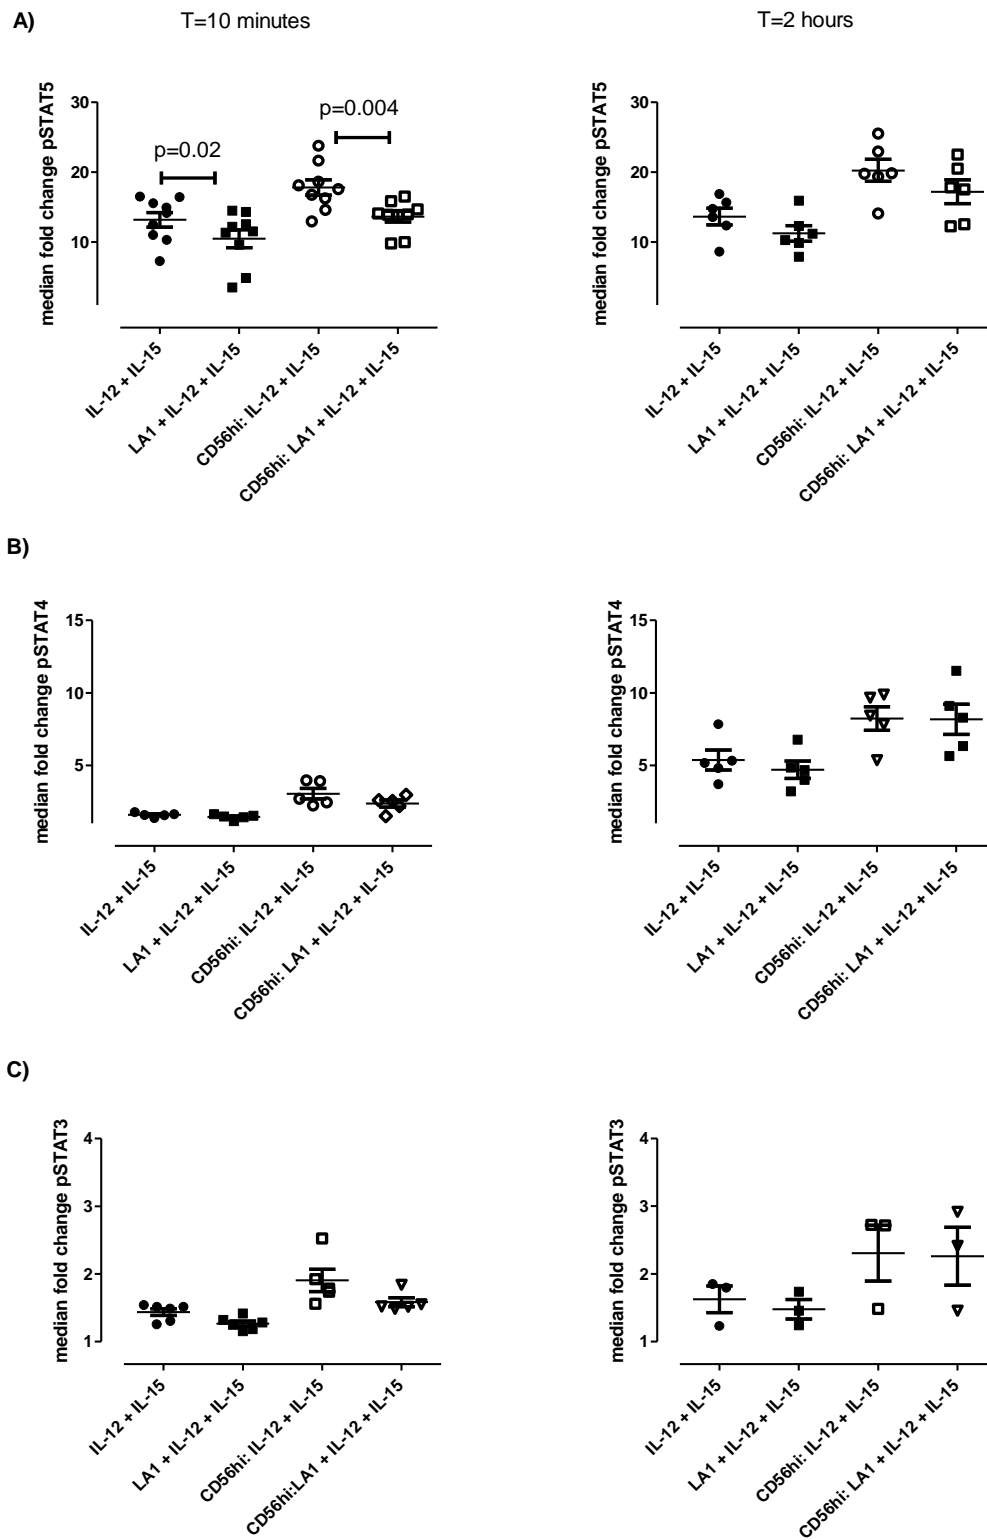 A)
T=10 minutes
T=2 hours
median fold change pSTAT5
30
20
10
p=0.02
p=0.004
IL-12 + IL-15
LA1 + IL-12 + IL-15
CD56hi: IL-12 + IL-15
CD56hi: LA1 + IL-12 + IL-15
median fold change pSTAT5
30
20
10
IL-12 + IL-15
LA1 + IL-12 + IL-15
CD56hi: IL-12 + IL-15
CD56hi: LA1 + IL-12 + IL-15
B)
median fold change pSTAT4
15
10
5
IL-12 + IL-15
LA1 + IL-12 + IL-15
CD56hi: IL-12 + IL-15
CD56hi: LA1 + IL-12 + IL-15
median fold change pSTAT4
15
10
5
IL-12 + IL-15
LA1 + IL-12 + IL-15
CD56hi: IL-12 + IL-15
CD56hi: LA1 + IL-12 + IL-15
C)
median fold change pSTAT3
4
3
2
1
IL-12 + IL-15
LA1 + IL-12 + IL-15
CD56hi: IL-12 + IL-15
CD56hi:LA1 + IL-12 + IL-15
median fold change pSTAT3
4
3
2
1
IL-12 + IL-15
LA1 + IL-12 + IL-15
CD56hi: IL-12 + IL-15
CD56hi: LA1 + IL-12 + IL-15